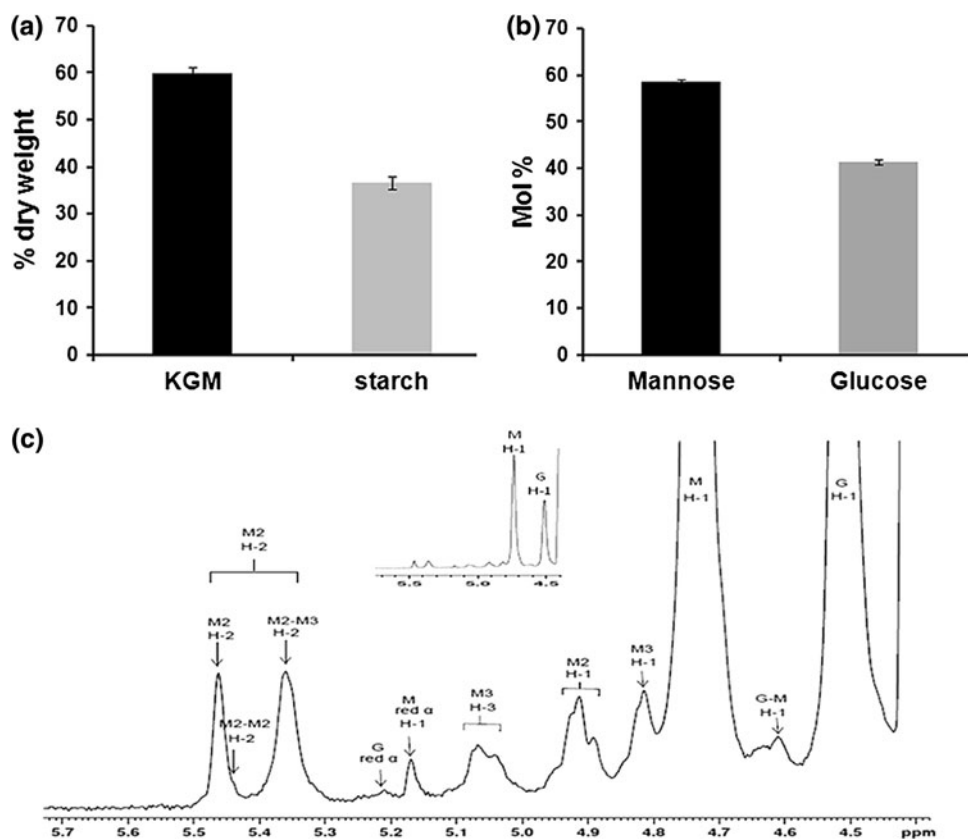 (a)
70
60
50
40
30
20
10
0
% dry weight
KGM starch
(b)
70
60
50
40
30
20
10
0
Mol %
Mannose Glucose
(c)
M
H-1
G
H-1
5.5 5.0 4.5
M2
H-2
M2
H-2
M2-M3
H-2
M2-M2
H-2
G
red α
M
red α
H-1
M3
H-3
M2
H-1
M3
H-1
M
H-1
G-M
H-1
G
H-1
5.7 5.6 5.5 5.4 5.3 5.2 5.1 5.0 4.9 4.8 4.7 4.6 4.5 ppm